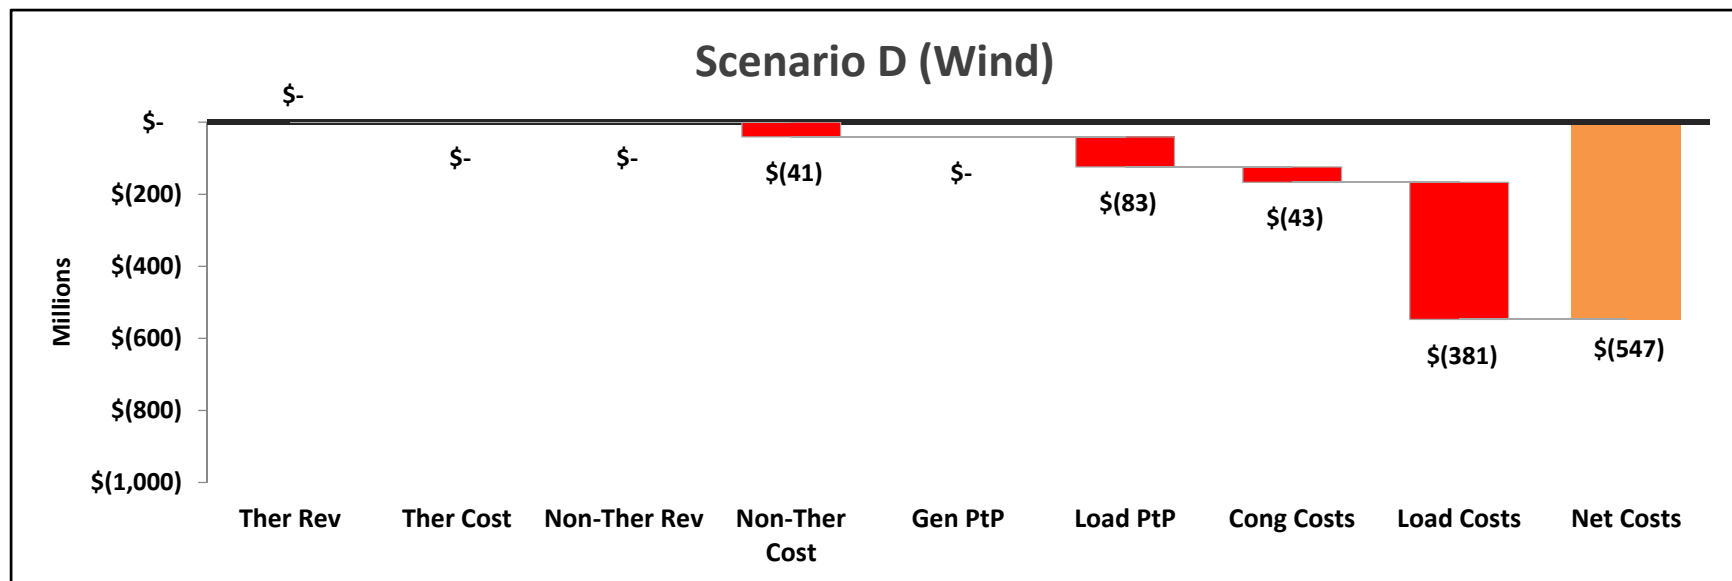 Scenario D (Wind)
$-
$-
$-
$-
$(41)
$-
$(83)
$(43)
$(381)
$(547)
$(200)
$(400)
$(600)
$(800)
$(1,000)
Millions
Ther Rev
Ther Cost
Non-Ther Rev
Non-Ther
Cost
Gen PtP
Load PtP
Cong Costs
Load Costs
Net Costs